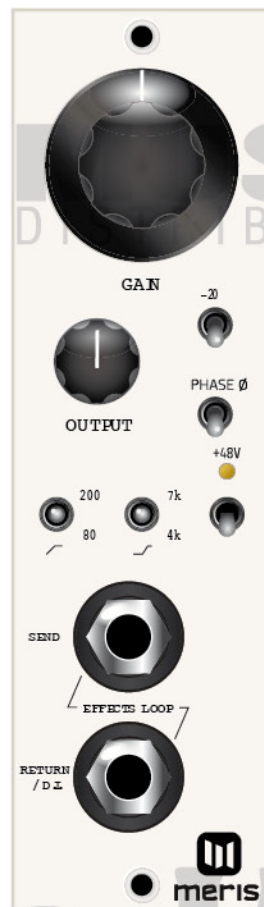 GAIN
-20
OUTPUT
PHASE Ø
+48V
200
7k
80
4k
SEND
EFFECTS LOOP
RETURN
/D.I.
meris